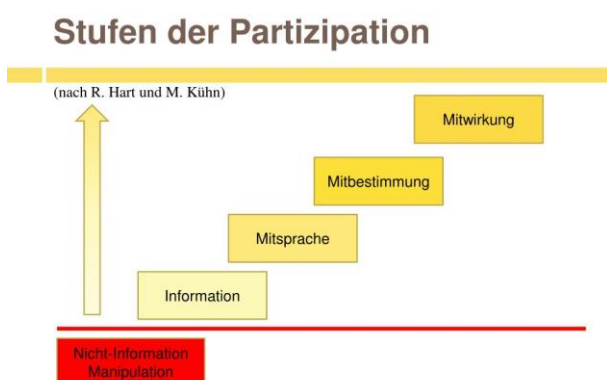 Stufen der Partizipation
(nach R. Hart und M. Kühn)
Mitwirkung
Mitbestimmung
Mitsprache
Information
Nicht-Information
Manipulation